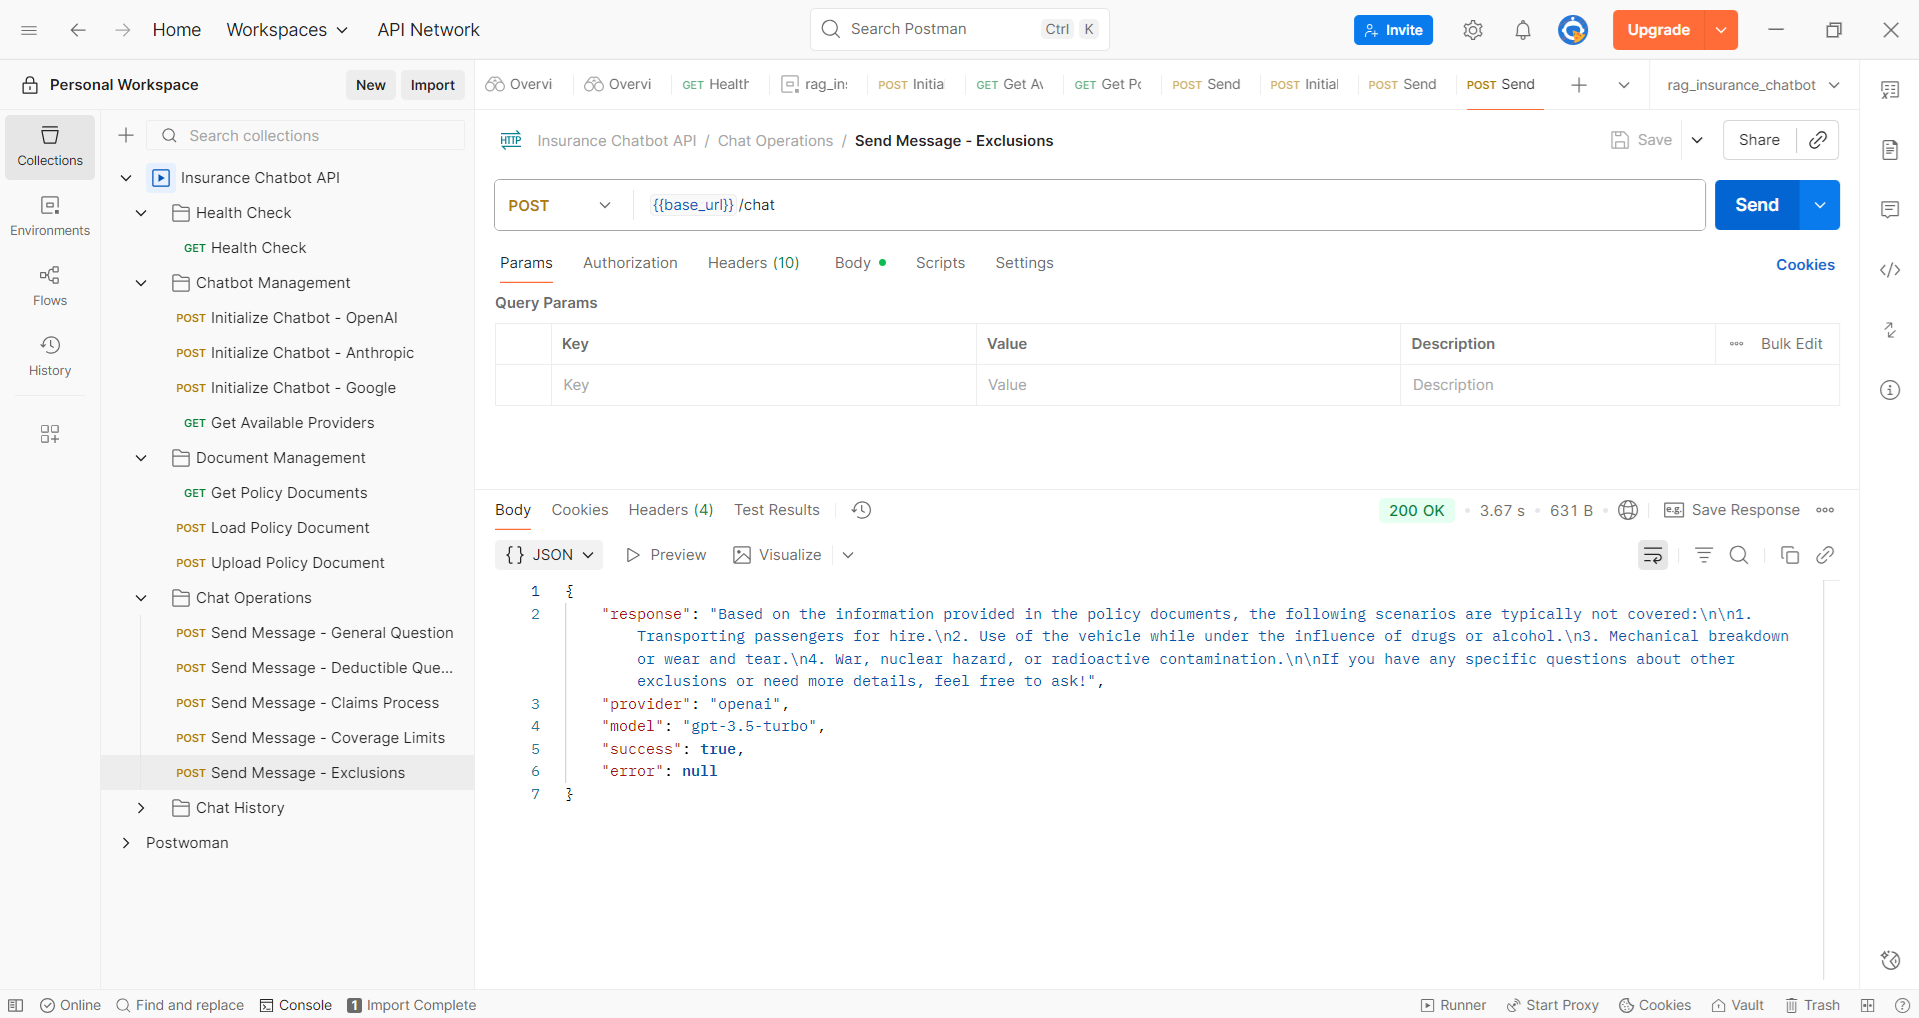 Home Workspaces API Network Search Postman Ctrl K Invite Upgrade
Personal Workspace New Import
Overvi Overvi GET Health rag_in: POST Initia GET Get Av GET Get Pc POST Send POST Initial POST Send POST Send rag_insurance_chatbot
Collections
Environments
Flows
History
Search collections
Insurance Chatbot API
Health Check
GET Health Check
Chatbot Management
POST Initialize Chatbot - OpenAI
POST Initialize Chatbot - Anthropic
POST Initialize Chatbot - Google
GET Get Available Providers
Document Management
GET Get Policy Documents
POST Load Policy Document
POST Upload Policy Document
Chat Operations
POST Send Message - General Question
POST Send Message - Deductible Que...
POST Send Message - Claims Process
POST Send Message - Coverage Limits
POST Send Message - Exclusions
Chat History
Postwoman
HTTP Insurance Chatbot API / Chat Operations / Send Message - Exclusions Save Share
POST {{base_url}} /chat Send
Params Authorization Headers (10) Body Scripts Settings Cookies
Query Params
Key Value Description Bulk Edit
Key Value Description
Body Cookies Headers (4) Test Results 200 OK 3.67 s 631 B e.g. Save Response
{} JSON Preview Visualize
1 {
2 "response": "Based on the information provided in the policy documents, the following scenarios are typically not covered:\n\n1.
Transporting passengers for hire.\n2. Use of the vehicle while under the influence of drugs or alcohol.\n3. Mechanical breakdown
or wear and tear.\n4. War, nuclear hazard, or radioactive contamination.\n\nIf you have any specific questions about other
exclusions or need more details, feel free to ask!",
3 "provider": "openai",
4 "model": "gpt-3.5-turbo",
5 "success": true,
6 "error": null
7 }
Online Find and replace Console 1 Import Complete Runner Start Proxy Cookies Vault Trash